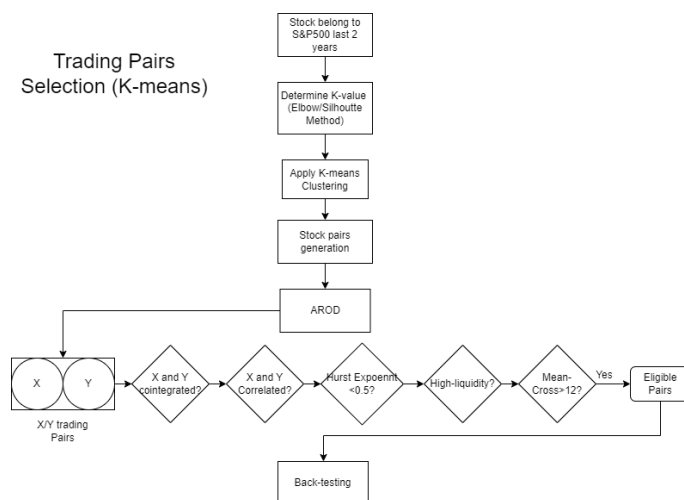 Stock belong to
S&P500 last 2
years
Trading Pairs
Selection (K-means)
Determine K-value
(Elbow/Silhoutte
Method)
Apply K-means
Clustering
Stock pairs
generation
AROD
X
Y
X/Y trading
Pairs
X and Y
cointegrated?
X and Y
Correlated?
Hurst Expoennt
<0.5?
High-liquidity?
Mean-
Cross>12?
Yes
Eligible
Pairs
Back-testing